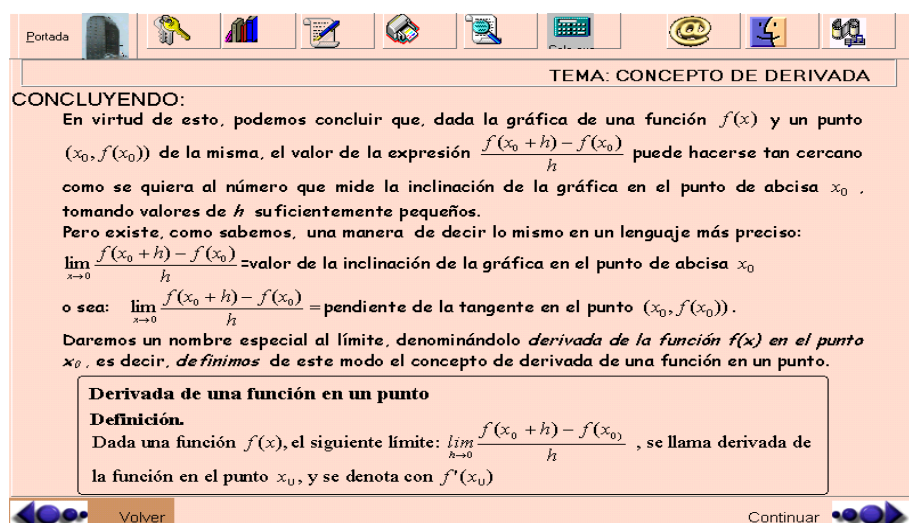 Portada
TEMA: CONCEPTO DE DERIVADA
CONCLUYENDO:
En virtud de esto, podemos concluir que, dada la gráfica de una función f(x) y un punto
(x₀, f(x₀)) de la misma, el valor de la expresión \frac{f(x₀ + h) − f(x₀)}{h} puede hacerse tan cercano
como se quiera al número que mide la inclinación de la gráfica en el punto de abcisa x₀ ,
tomando valores de h suficientemente pequeños.
Pero existe, como sabemos, una manera de decir lo mismo en un lenguaje más preciso:
\lim_{x→0} \frac{f(x₀ + h) − f(x₀)}{h} =valor de la inclinación de la gráfica en el punto de abcisa x₀
o sea: \lim_{x→0} \frac{f(x₀ + h) − f(x₀)}{h} = pendiente de la tangente en el punto (x₀, f(x₀)).
Daremos un nombre especial al límite, denominándolo derivada de la función f(x) en el punto
x₀ , es decir, definimos de este modo el concepto de derivada de una función en un punto.
Derivada de una función en un punto
Definición.
Dada una función f(x), el siguiente límite: \lim_{h→0} \frac{f(x₀ + h) − f(x₀)}{h} , se llama derivada de
la función en el punto x₀, y se denota con f'(x₀)
Volver
Continuar